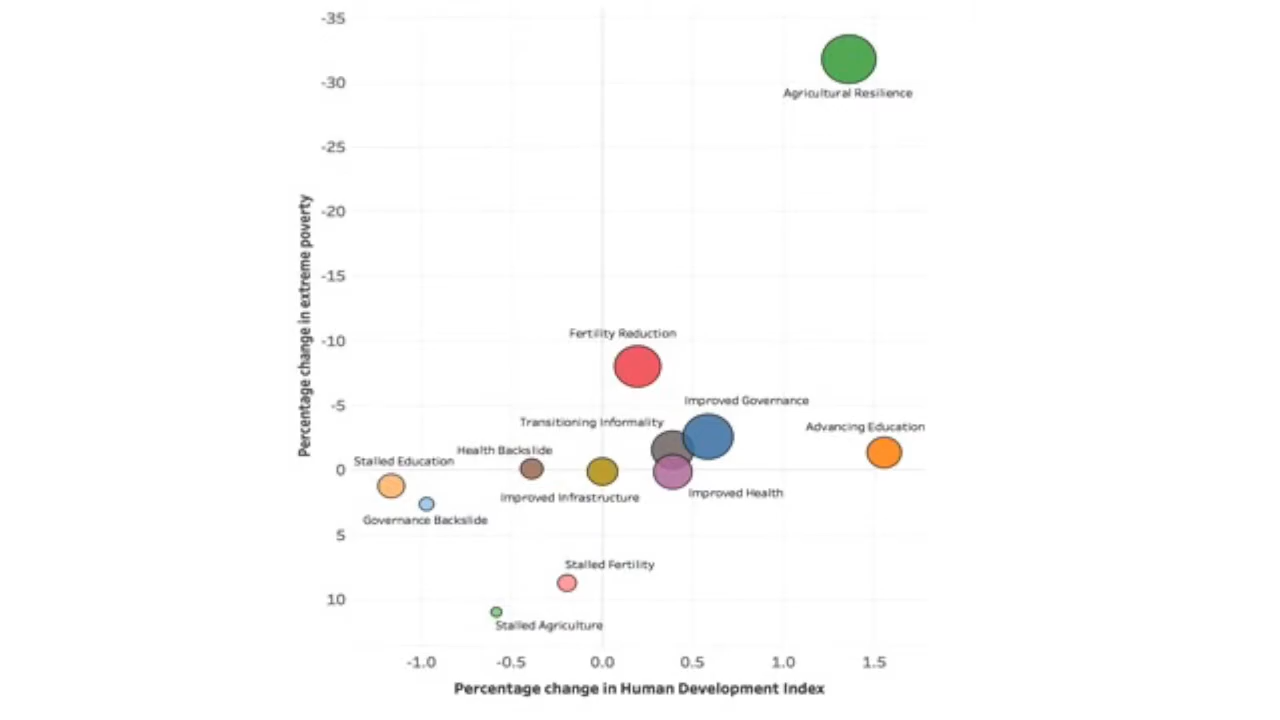 -35
-30
Agricultural Resilience
-25
-20
-15
Fertility Reduction
-10
Improved Governance
-5
Transitioning Informality
Advancing Education
Health Backslide
Stalled Education
0
Improved Health
Improved Infrastructure
Governance Backslide
5
Stalled Fertility
10
Stalled Agriculture
-1.0 -0.5 0.0 0.5 1.0 1.5
Percentage change in Human Development Index
Percentage change in extreme poverty